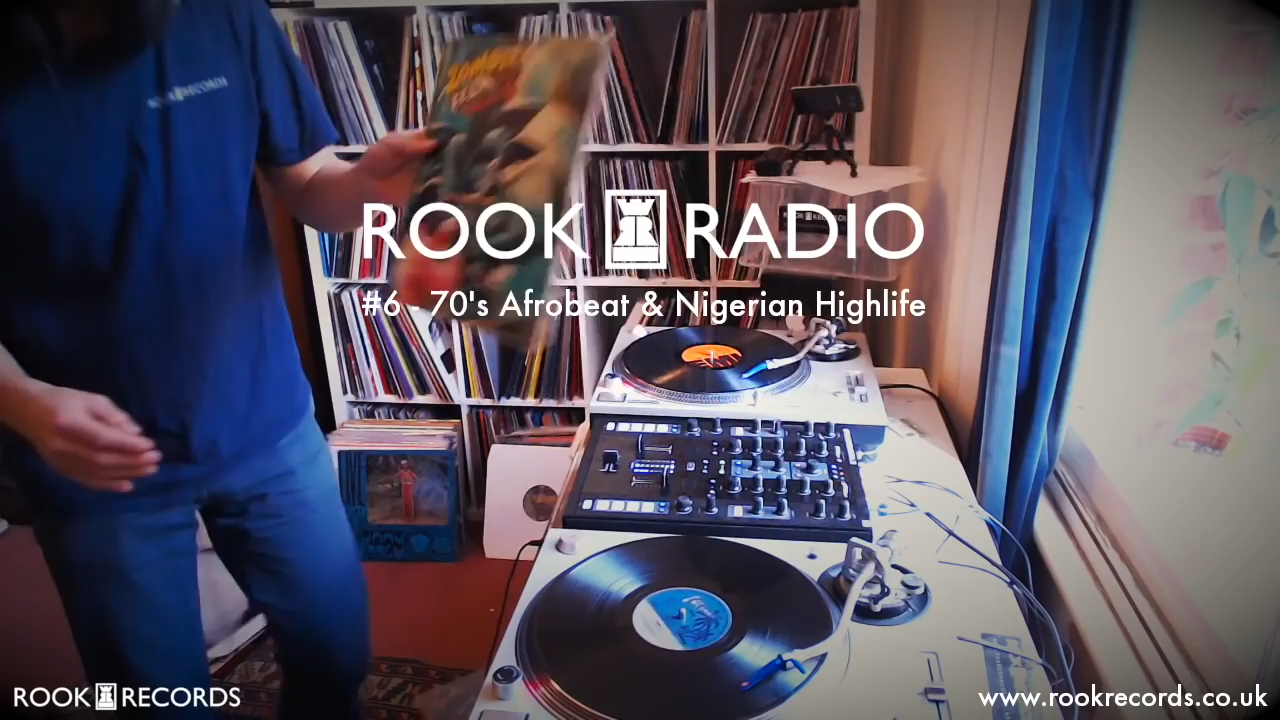 ROOK RADIO
#6 - 70's Afrobeat & Nigerian Highlife
ROOK RECORDS
www.rookrecords.co.uk